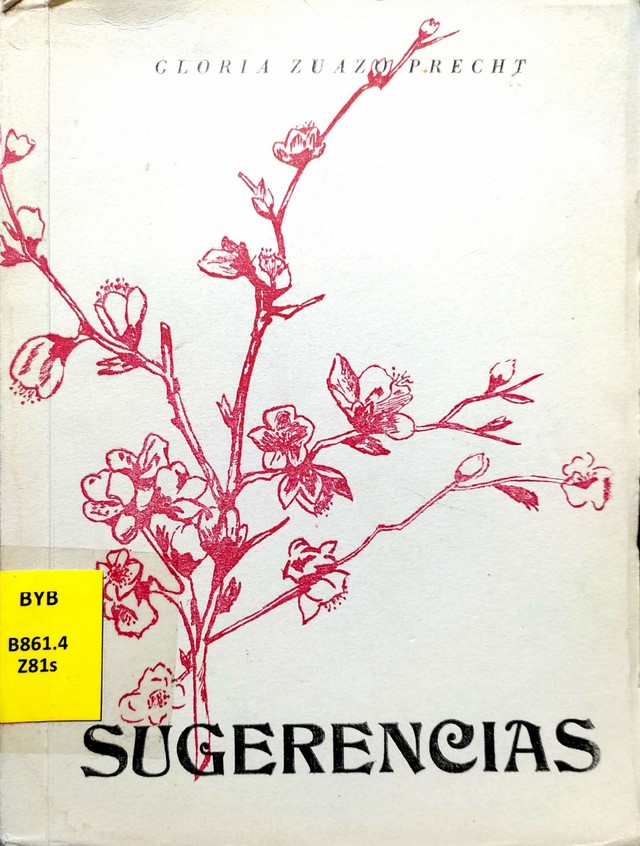 GLORIA ZUAZO PRECHT
BYB
B861.4
Z81s
SUGERENCIAS